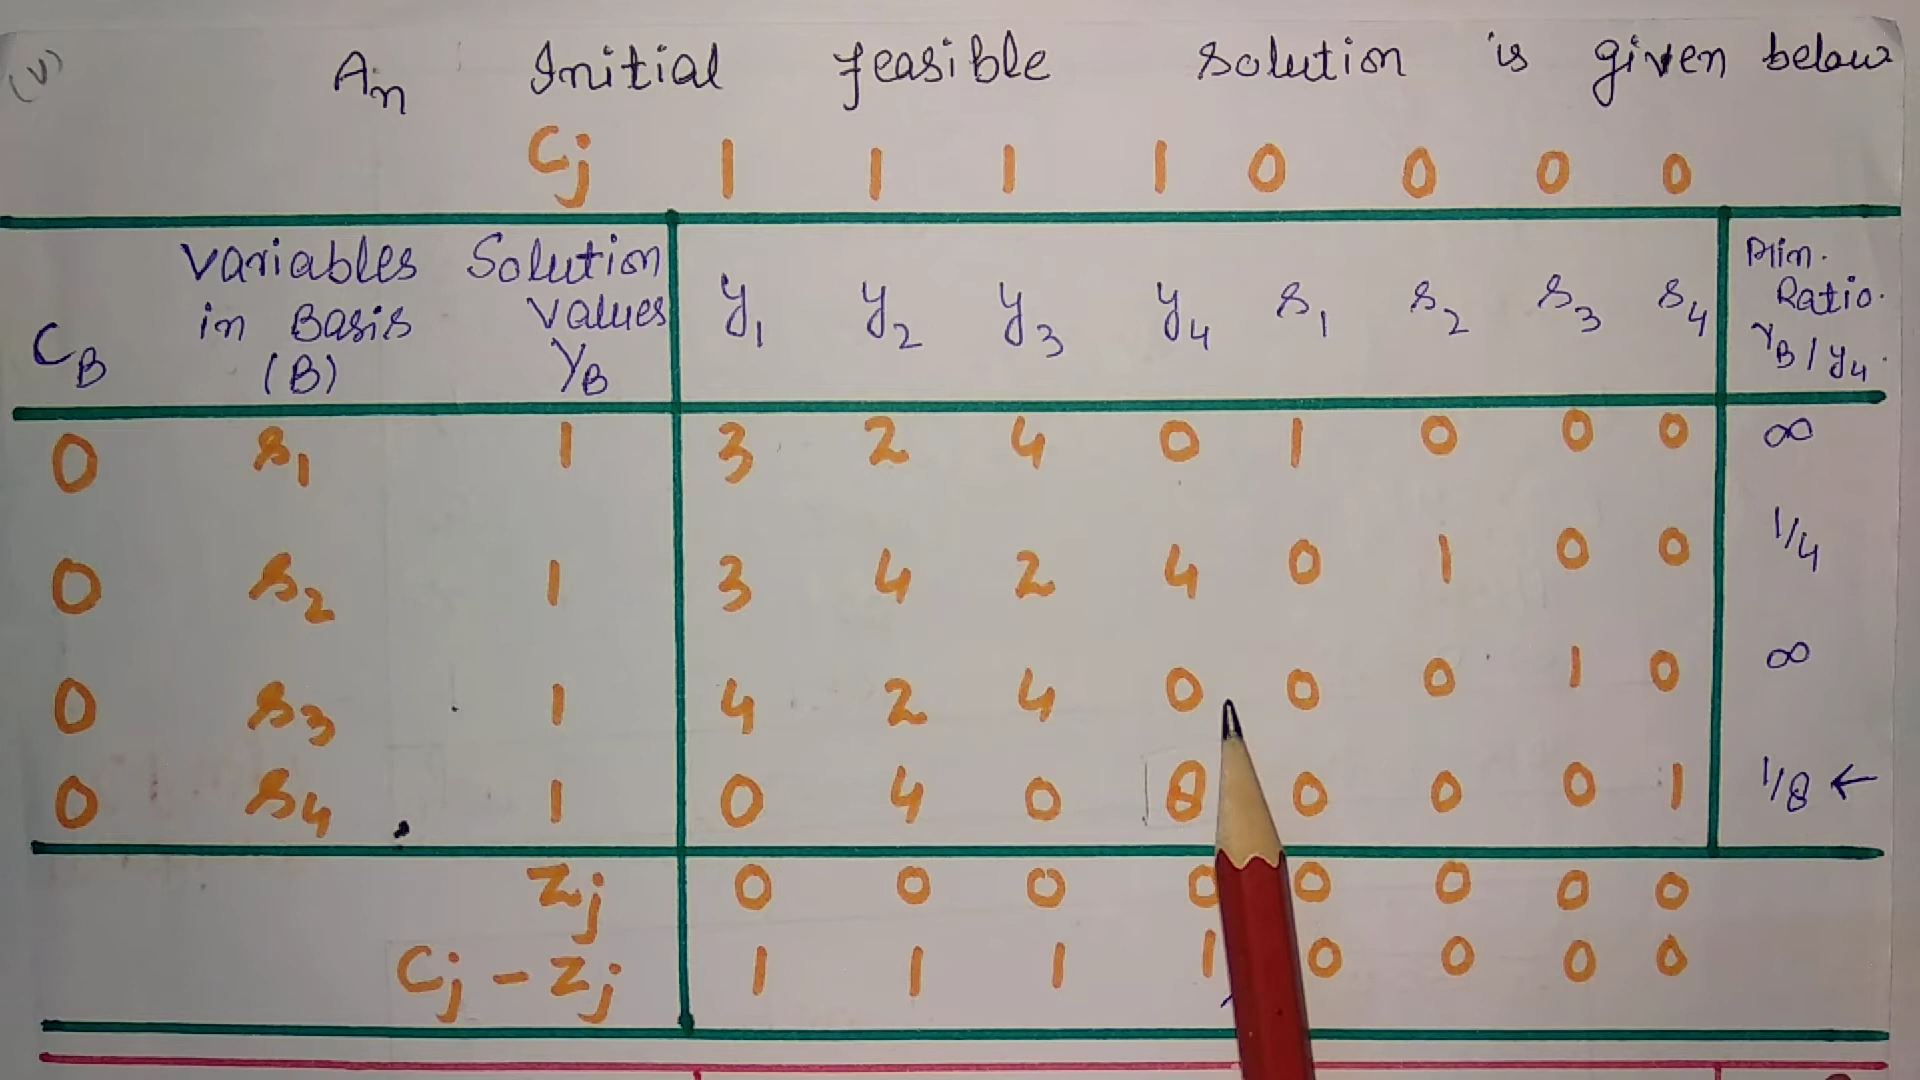 (v)
An Initial feasible solution is given below
Cj 1 1 1 1 0 0 0 0
CB Variables in Basis (B) Solution Values YB y1 y2 y3 y4 s1 s2 s3 s4 Min. Ratio. YB/y4.
0 s1 1 3 2 4 0 1 0 0 0 ∞
0 s2 1 3 4 2 4 0 1 0 0 1/4
0 s3 1 4 2 4 0 0 0 1 0 ∞
0 s4 1 0 4 0 8 0 0 0 1 1/8 ←
Zj 0 0 0 0 0 0 0 0
Cj - Zj 1 1 1 1 0 0 0 0